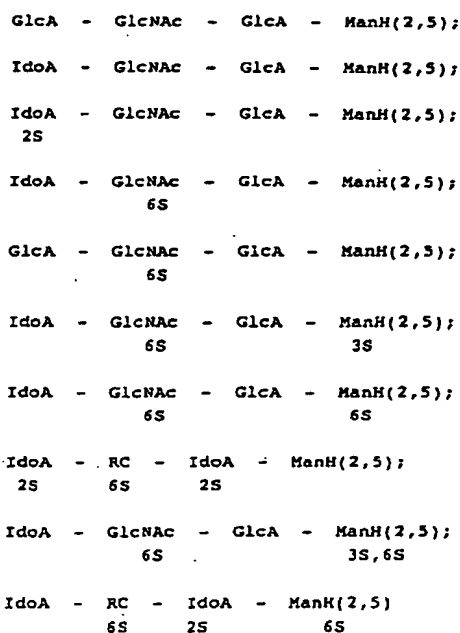 GlcA - GlcNAc - GlcA - ManH(2,5);
IdoA - GlcNAc - GlcA - ManH(2,5);
IdoA - GlcNAc - GlcA - ManH(2,5);
2S
IdoA - GlcNAc - GlcA - ManH(2,5);
6S
GlcA - GlcNAc - GlcA - ManH(2,5);
6S
IdoA - GlcNAc - GlcA - ManH(2,5);
6S 3S
IdoA - GlcNAc - GlcA - ManH(2,5);
6S 6S
IdoA - RC - IdoA - ManH(2,5);
2S 6S 2S
IdoA - GlcNAc - GlcA - ManH(2,5);
6S 3S,6S
IdoA - RC - IdoA - ManH(2,5)
6S 2S 6S